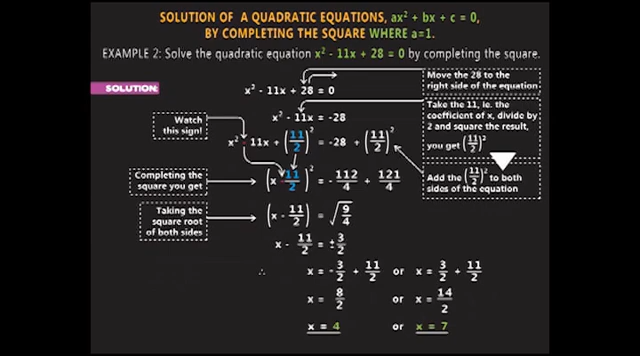 SOLUTION OF A QUADRATIC EQUATIONS, ax² + bx + c = 0,
BY COMPLETING THE SQUARE WHERE a=1.
EXAMPLE 2: Solve the quadratic equation x² - 11x + 28 = 0 by completing the square.
SOLUTION:
x² - 11x + 28 = 0
Move the 28 to the
right side of the equation
x² - 11x = -28
Take the 11, ie. the
coefficient of x, divide by
2 and square the result,
you get (11/2)²
Watch
this sign!
x² - 11x + (11/2)² = -28 + (11/2)²
Add the (11/2)² to both
sides of the equation
Completing the
square you get
(x - 11/2)² = - 112/4 + 121/4
Taking the
square root
of both sides
(x - 11/2) = √9/4
x - 11/2 = ± 3/2
∴ x = - 3/2 + 11/2 or x = 3/2 + 11/2
x = 8/2 or x = 14/2
x = 4 or x = 7